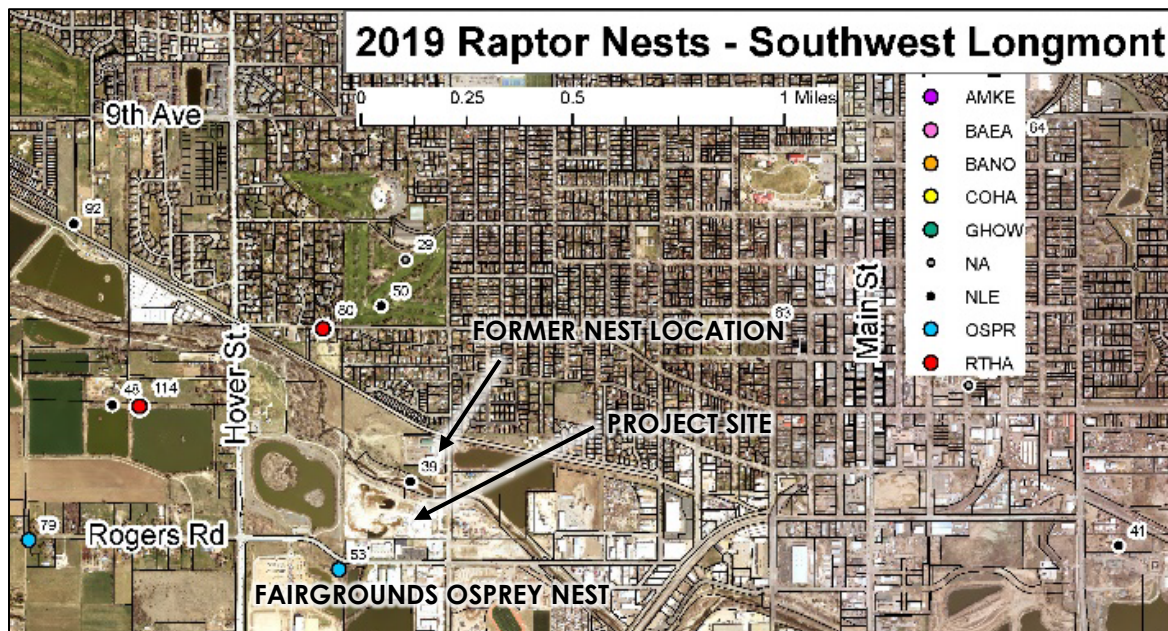 2019 Raptor Nests - Southwest Longmont
0 0.25 0.5 1 Miles
9th Ave
AMKE
BAEA
BANO
COHA
GHOW
NA
NLE
OSPR
RTHA
64
92
29
50
80
63
FORMER NEST LOCATION
Main St
Hover St.
48 114
PROJECT SITE
39
79
Rogers Rd
53
41
FAIRGROUNDS OSPREY NEST